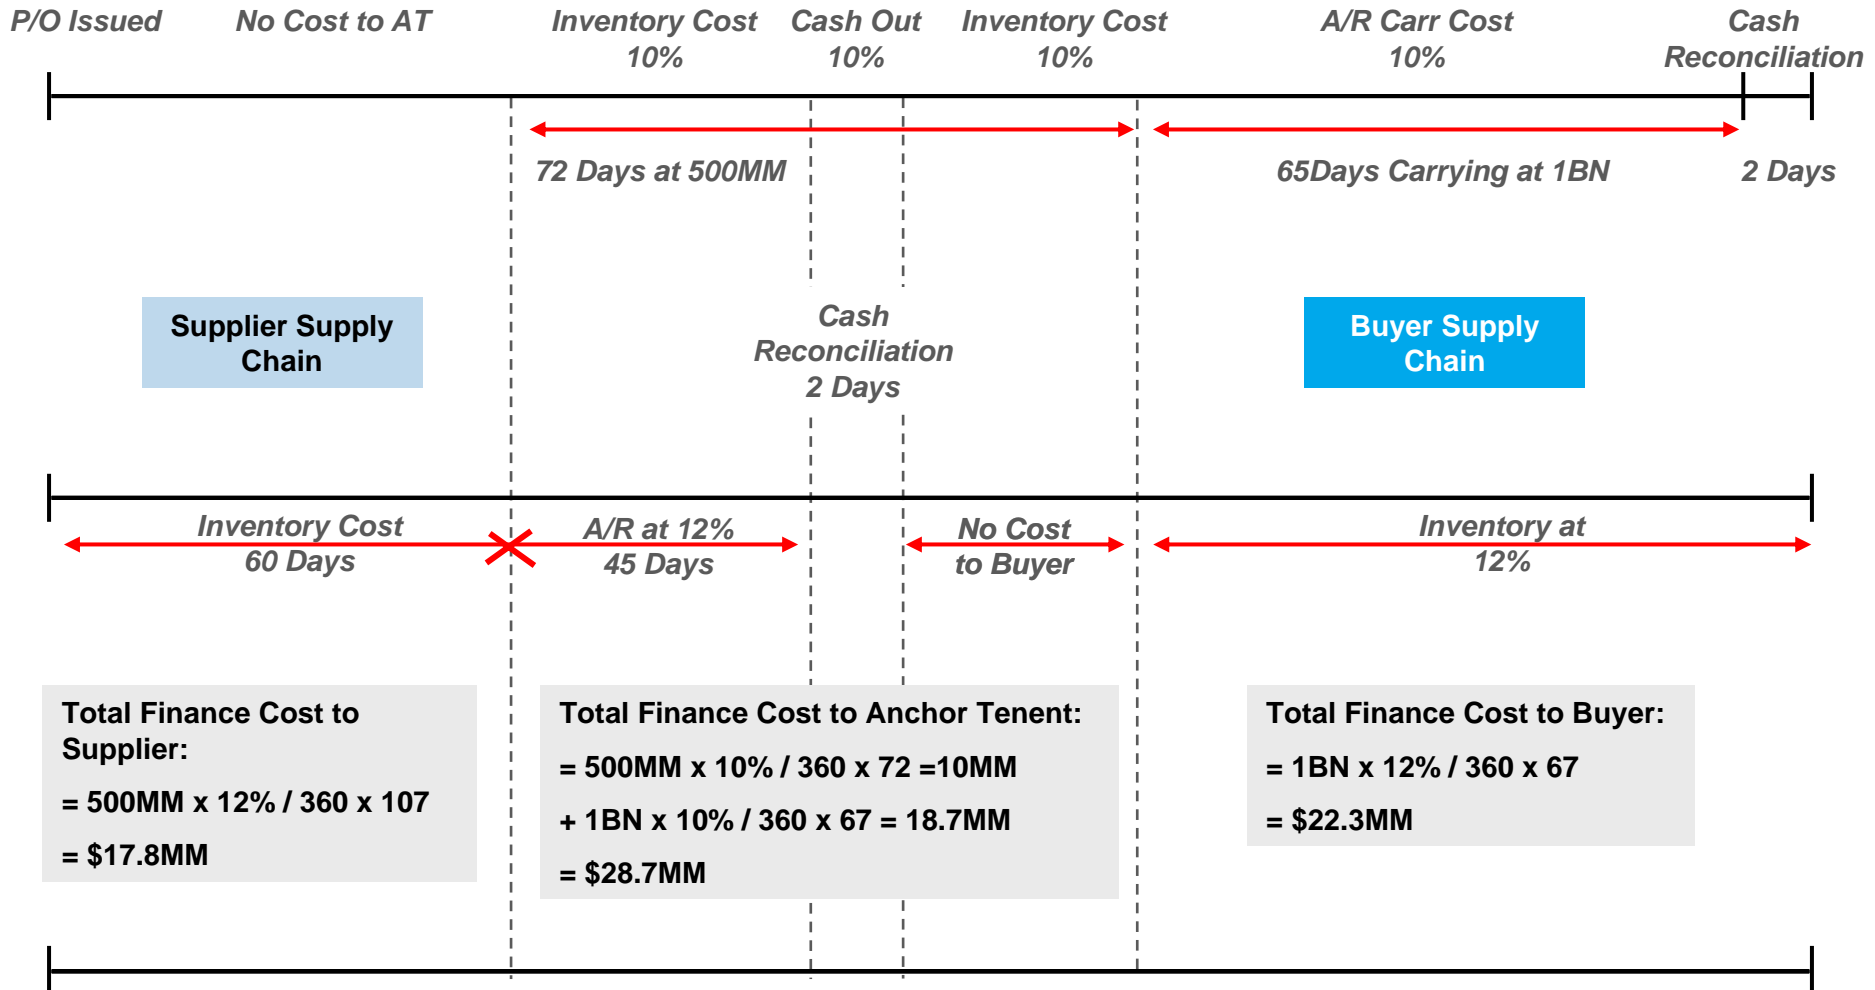 P/O Issued
No Cost to AT
Inventory Cost
10%
Cash Out
10%
Inventory Cost
10%
A/R Carr Cost
10%
Cash
Reconciliation
72 Days at 500MM
65Days Carrying at 1BN
2 Days
Supplier Supply
Chain
Cash
Reconciliation
2 Days
Buyer Supply
Chain
Inventory Cost
60 Days
A/R at 12%
45 Days
No Cost
to Buyer
Inventory at
12%
Total Finance Cost to
Supplier:
= 500MM x 12% / 360 x 107
= $17.8MM
Total Finance Cost to Anchor Tenent:
= 500MM x 10% / 360 x 72 =10MM
+ 1BN x 10% / 360 x 67 = 18.7MM
= $28.7MM
Total Finance Cost to Buyer:
= 1BN x 12% / 360 x 67
= $22.3MM